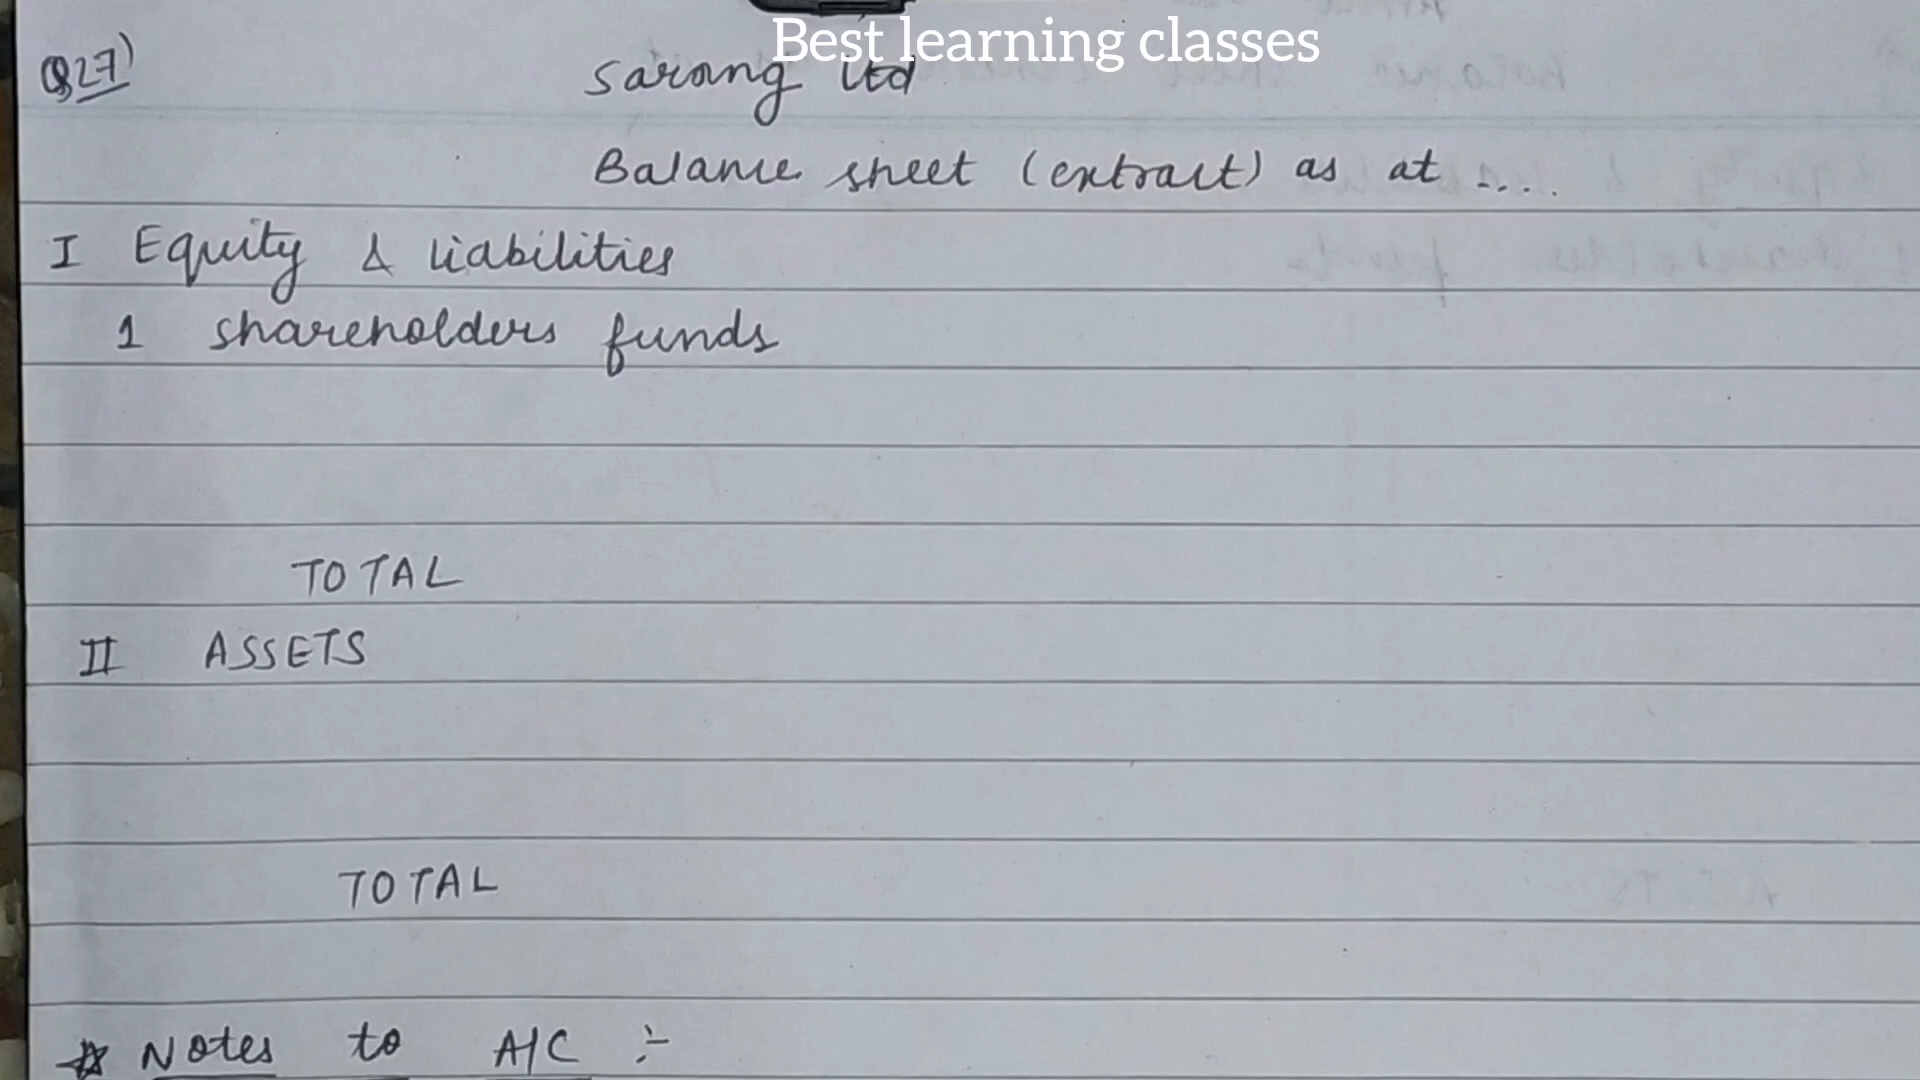 Best learning classes
Q27)
Sarang ltd
Balance sheet (extract) as at ....
I Equity & liabilities
1 shareholders funds
TOTAL
II ASSETS
TOTAL
Notes to A/C :-